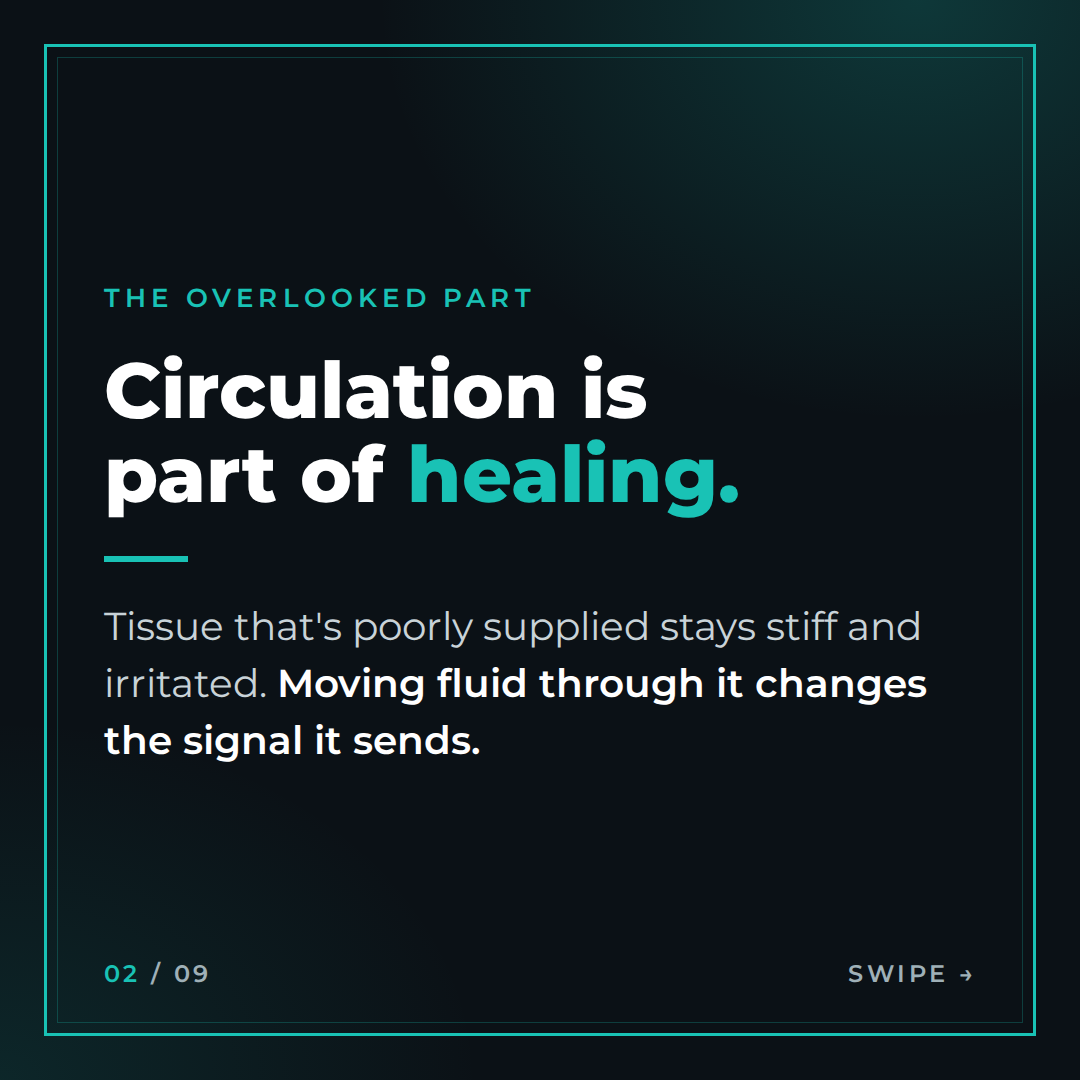 THE OVERLOOKED PART
Circulation is
part of healing.
Tissue that's poorly supplied stays stiff and
irritated. Moving fluid through it changes
the signal it sends.
02 / 09
SWIPE →